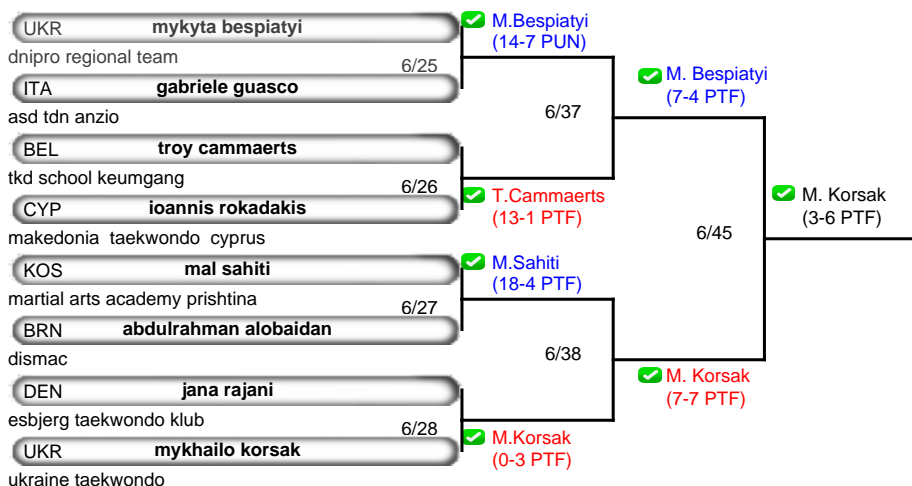 UKR mykyta bespiatyi
dnipro regional team
6/25
ITA gabriele guasco
asd tdn anzio
BEL troy cammaerts
tkd school keumgang
6/26
CYP ioannis rokadakis
makedonia taekwondo cyprus
KOS mal sahiti
martial arts academy prishtina
6/27
BRN abdulrahman alobaidan
dismac
DEN jana rajani
esbjerg taekwondo klub
6/28
UKR mykhailo korsak
ukraine taekwondo
M.Bespiatyi
(14-7 PUN)
6/37
T.Cammaerts
(13-1 PTF)
M.Sahiti
(18-4 PTF)
6/38
M.Korsak
(0-3 PTF)
M. Bespiatyi
(7-4 PTF)
6/45
M. Korsak
(7-7 PTF)
M. Korsak
(3-6 PTF)